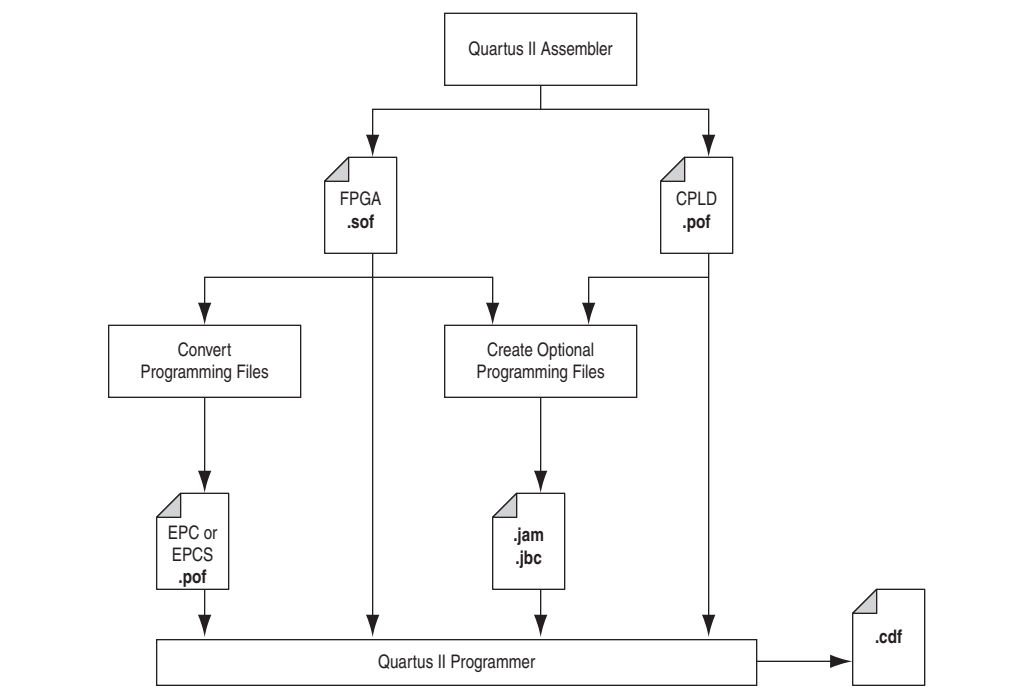 Quartus II Assembler
FPGA
.sof
CPLD
.pof
Convert
Programming Files
Create Optional
Programming Files
EPC or
EPCS
.pof
.jam
.jbc
Quartus II Programmer
.cdf